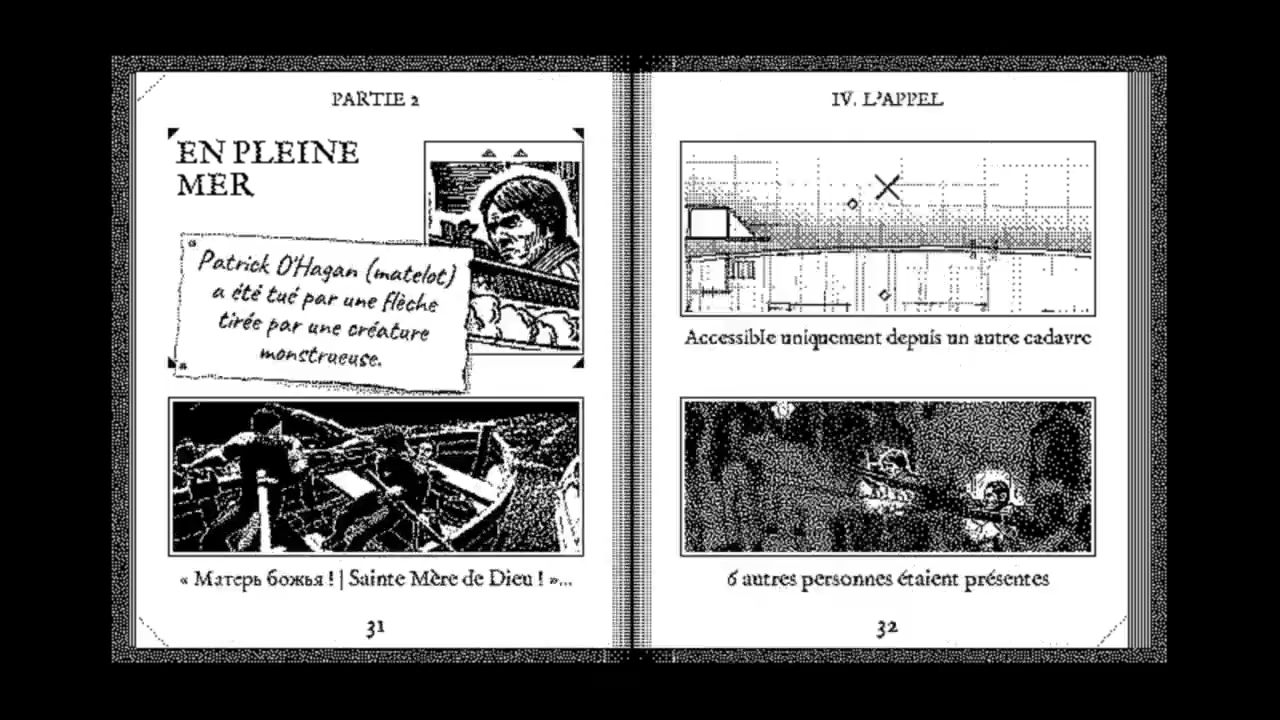 PARTIE 2
EN PLEINE
MER
Patrick O'Hagan (matelot)
a été tué par une flèche
tirée par une créature
monstrueuse.
« Матерь божья ! | Sainte Mère de Dieu ! »...
31
IV. L'APPEL
Accessible uniquement depuis un autre cadavre
6 autres personnes étaient présentes
32